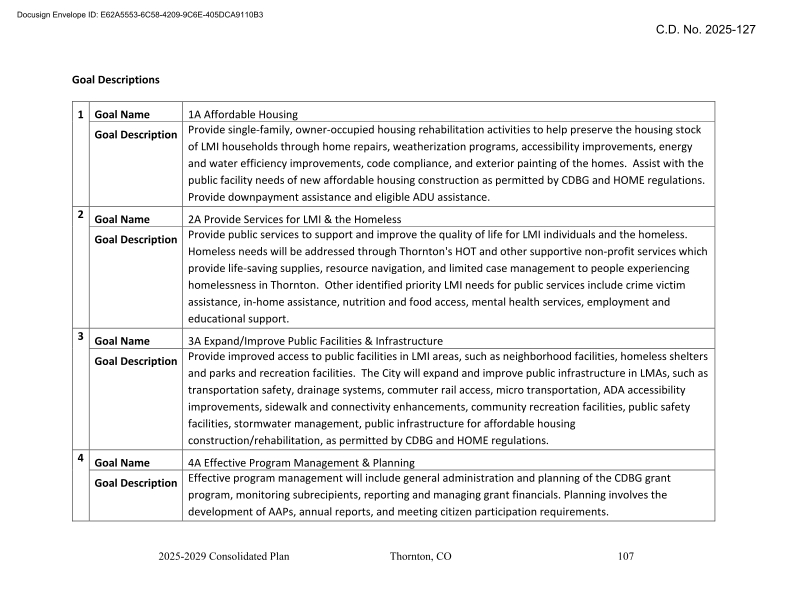 Docusign Envelope ID: E62A5553-6C58-4209-9C6E-405DCA9110B3
C.D. No. 2025-127
Goal Descriptions
1 Goal Name 1A Affordable Housing
Goal Description Provide single-family, owner-occupied housing rehabilitation activities to help preserve the housing stock
of LMI households through home repairs, weatherization programs, accessibility improvements, energy
and water efficiency improvements, code compliance, and exterior painting of the homes.  Assist with the
public facility needs of new affordable housing construction as permitted by CDBG and HOME regulations.
Provide downpayment assistance and eligible ADU assistance.
2 Goal Name 2A Provide Services for LMI & the Homeless
Goal Description Provide public services to support and improve the quality of life for LMI individuals and the homeless.
Homeless needs will be addressed through Thornton's HOT and other supportive non-profit services which
provide life-saving supplies, resource navigation, and limited case management to people experiencing
homelessness in Thornton.  Other identified priority LMI needs for public services include crime victim
assistance, in-home assistance, nutrition and food access, mental health services, employment and
educational support.
3 Goal Name 3A Expand/Improve Public Facilities & Infrastructure
Goal Description Provide improved access to public facilities in LMI areas, such as neighborhood facilities, homeless shelters
and parks and recreation facilities.  The City will expand and improve public infrastructure in LMAs, such as
transportation safety, drainage systems, commuter rail access, micro transportation, ADA accessibility
improvements, sidewalk and connectivity enhancements, community recreation facilities, public safety
facilities, stormwater management, public infrastructure for affordable housing
construction/rehabilitation, as permitted by CDBG and HOME regulations.
4 Goal Name 4A Effective Program Management & Planning
Goal Description Effective program management will include general administration and planning of the CDBG grant
program, monitoring subrecipients, reporting and managing grant financials. Planning involves the
development of AAPs, annual reports, and meeting citizen participation requirements.
2025-2029 Consolidated Plan Thornton, CO 107